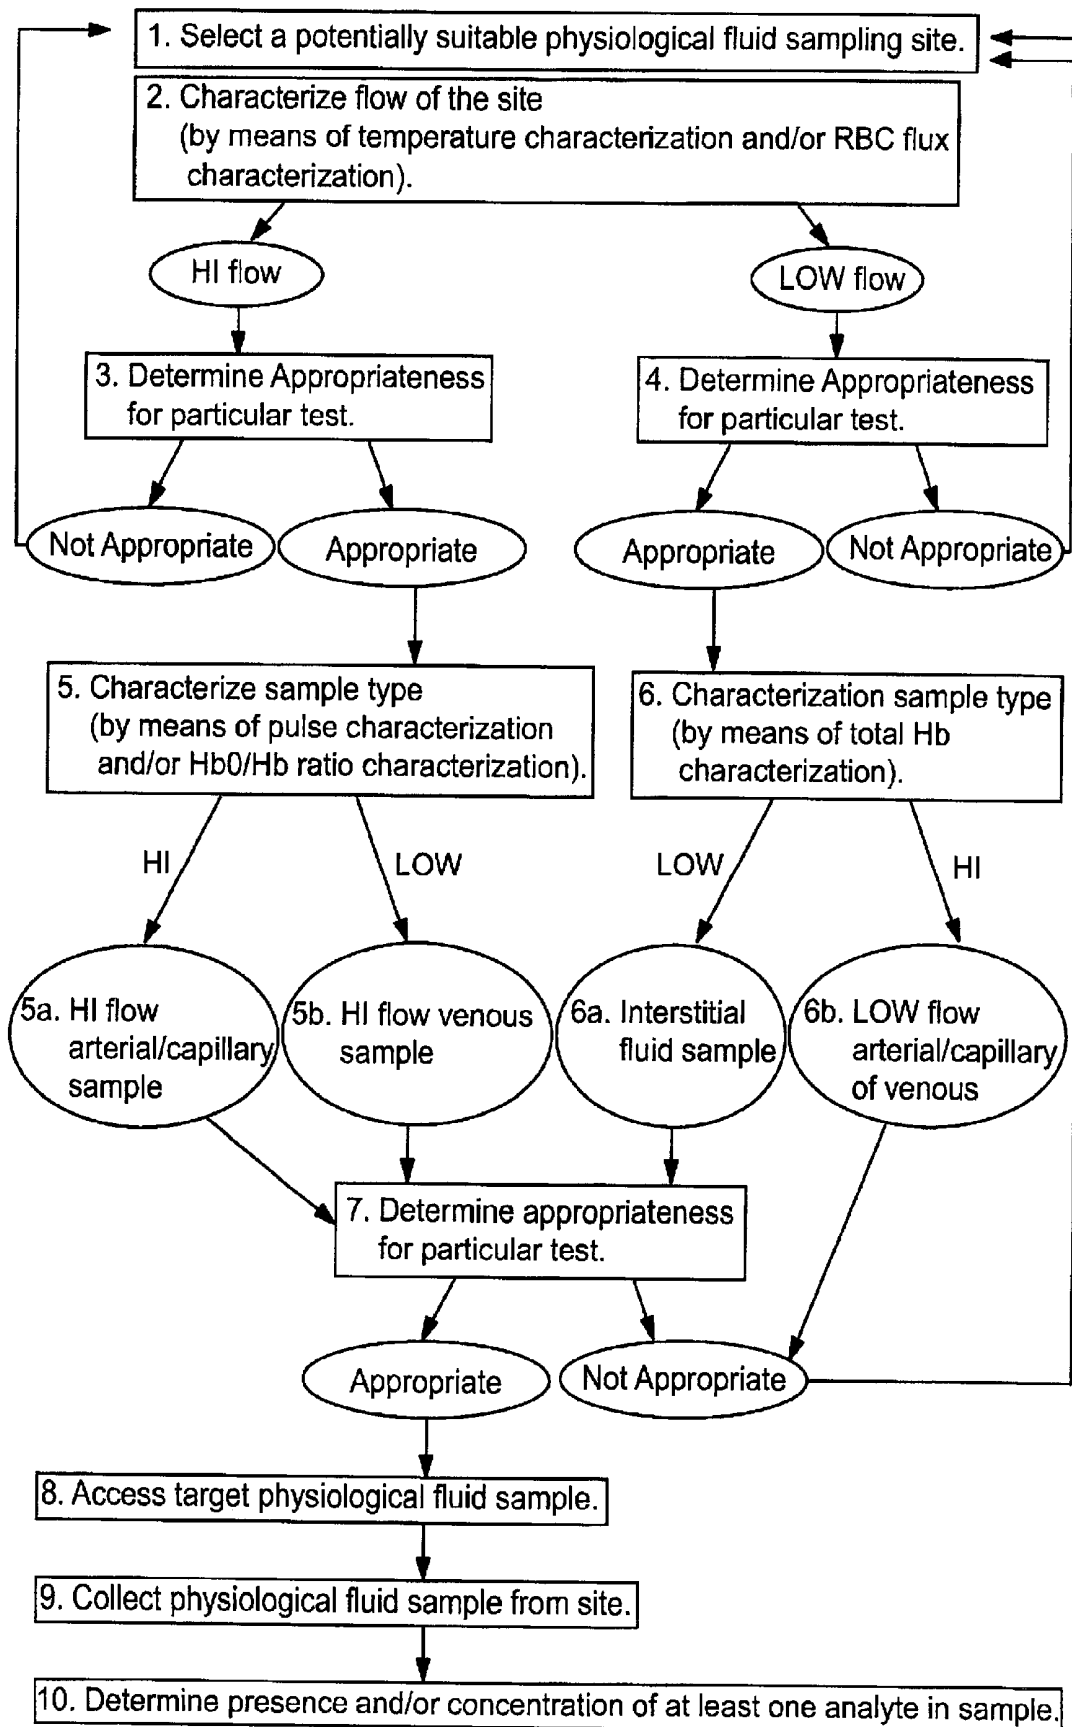 1. Select a potentially suitable physiological fluid sampling site.
2. Characterize flow of the site
(by means of temperature characterization and/or RBC flux
characterization).
HI flow
LOW flow
3. Determine Appropriateness
for particular test.
4. Determine Appropriateness
for particular test.
Not Appropriate
Appropriate
Appropriate
Not Appropriate
5. Characterize sample type
(by means of pulse characterization
and/or Hb0/Hb ratio characterization).
6. Characterization sample type
(by means of total Hb
characterization).
HI
LOW
LOW
HI
5a. HI flow
arterial/capillary
sample
5b. HI flow venous
sample
6a. Interstitial
fluid sample
6b. LOW flow
arterial/capillary
of venous
7. Determine appropriateness
for particular test.
Appropriate
Not Appropriate
8. Access target physiological fluid sample.
9. Collect physiological fluid sample from site.
10. Determine presence and/or concentration of at least one analyte in sample.